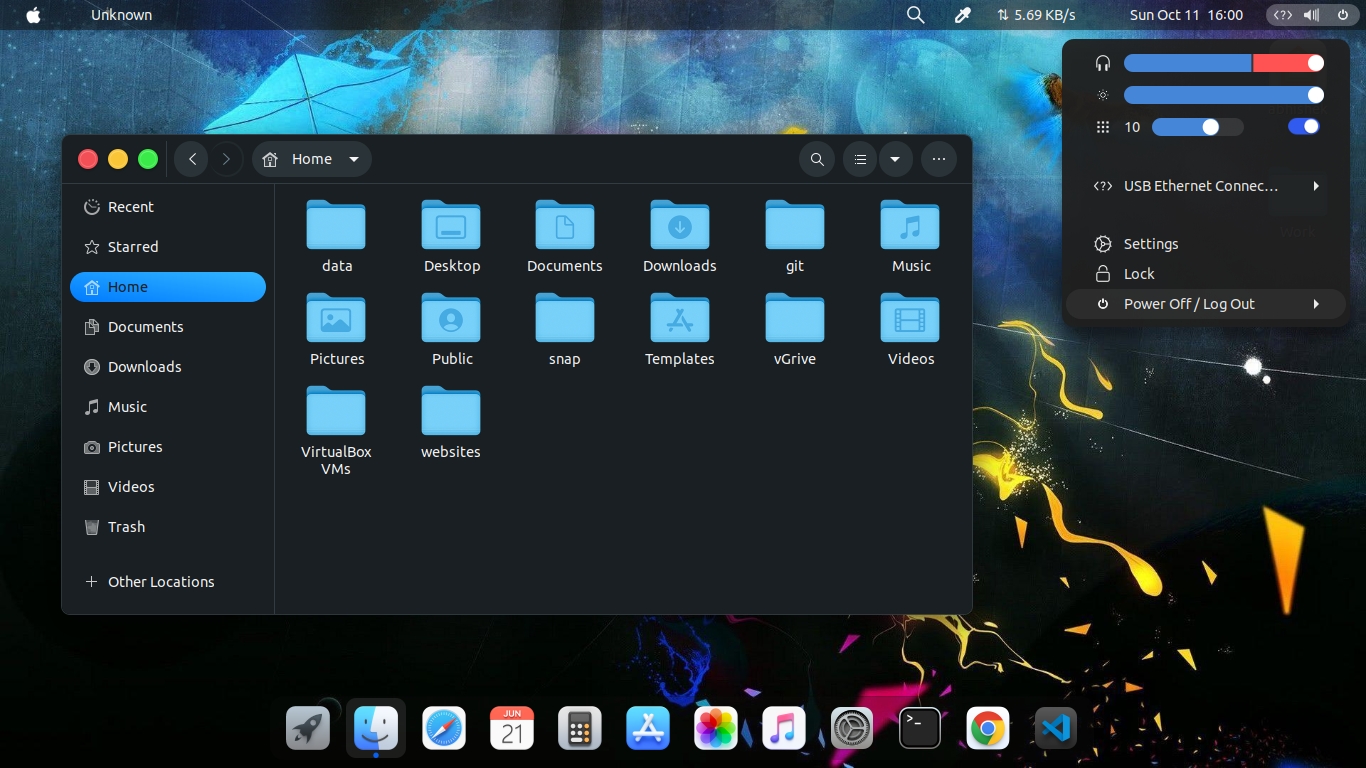 Unknown
5.69 KB/s
Sun Oct 11 16:00
10
USB Ethernet Connec...
Settings
Lock
Power Off / Log Out
Home
Recent
Starred
Home
Documents
Downloads
Music
Pictures
Videos
Trash
Other Locations
data
Desktop
Documents
Downloads
git
Music
Pictures
Public
snap
Templates
vGrive
Videos
VirtualBox
VMs
websites
JUN
21
>_